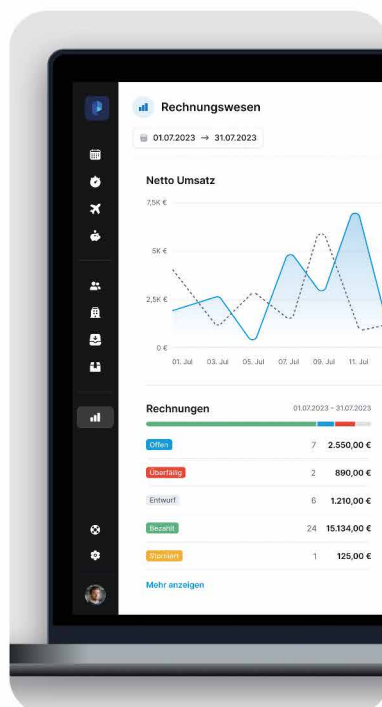 Rechnungswesen
01.07.2023 → 31.07.2023
Netto Umsatz
7,5K €
5K €
2,5K €
0 €
01. Jul 03. Jul 05. Jul 07. Jul 09. Jul 11. Jul
Rechnungen 01.07.2023 – 31.07.2023
Offen 7 2.550,00 €
Überfällig 2 890,00 €
Entwurf 6 1.210,00 €
Bezahlt 24 15.134,00 €
Storniert 1 125,00 €
Mehr anzeigen